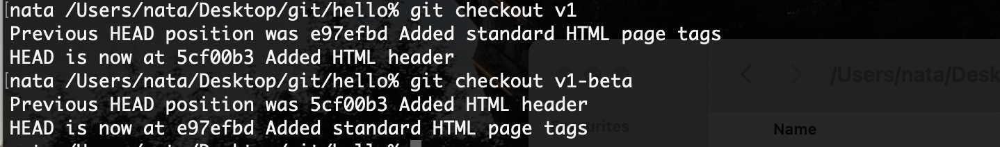 nata /Users/nata/Desktop/git/hello% git checkout v1
Previous HEAD position was e97efbd Added standard HTML page tags
HEAD is now at 5cf00b3 Added HTML header
nata /Users/nata/Desktop/git/hello% git checkout v1-beta
/Users/nata/Desk
Previous HEAD position was 5cf00b3 Added HTML header
HEAD is now at e97efbd Added standard HTML page tags
Name
nata /Users/nata/Desktop/git/hello%